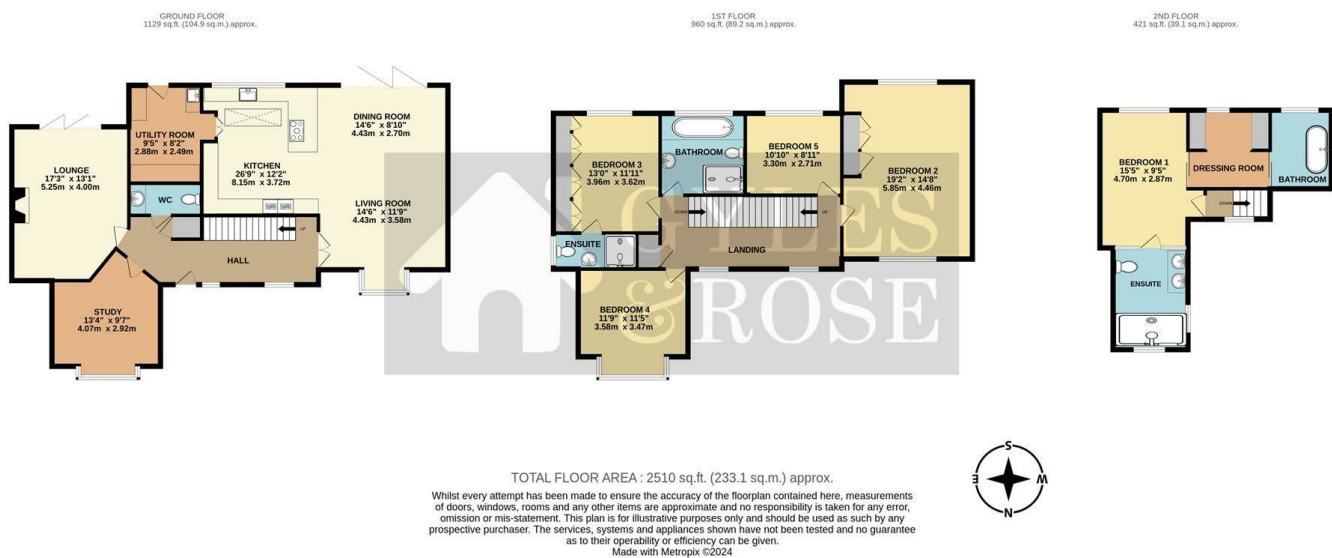 GROUND FLOOR
1129 sq.ft. (104.9 sq.m.) approx.
1ST FLOOR
960 sq.ft. (89.2 sq.m.) approx.
2ND FLOOR
421 sq.ft. (39.1 sq.m.) approx.
UTILITY ROOM
9'5" x 8'2"
2.88m x 2.49m
DINING ROOM
14'6" x 8'10"
4.43m x 2.70m
LOUNGE
17'3" x 13'1"
5.25m x 4.00m
KITCHEN
26'9" x 12'2"
8.15m x 3.72m
WC
LIVING ROOM
14'6" x 11'9"
4.43m x 3.58m
UP
HALL
STUDY
13'4" x 9'7"
4.07m x 2.92m
BEDROOM 3
13'0" x 11'11"
3.96m x 3.62m
BATHROOM
BEDROOM 5
10'10" x 8'11"
3.30m x 2.71m
BEDROOM 2
19'2" x 14'8"
5.85m x 4.46m
DOWN
UP
ENSUITE
LANDING
BEDROOM 4
11'9" x 11'5"
3.58m x 3.47m
GYLES
&ROSE
BEDROOM 1
15'5" x 9'5"
4.70m x 2.87m
DRESSING ROOM
BATHROOM
DOWN
ENSUITE
S
E
W
N
TOTAL FLOOR AREA : 2510 sq.ft. (233.1 sq.m.) approx.
Whilst every attempt has been made to ensure the accuracy of the floorplan contained here, measurements
of doors, windows, rooms and any other items are approximate and no responsibility is taken for any error,
omission or mis-statement. This plan is for illustrative purposes only and should be used as such by any
prospective purchaser. The services, systems and appliances shown have not been tested and no guarantee
as to their operability or efficiency can be given.
Made with Metropix ©2024